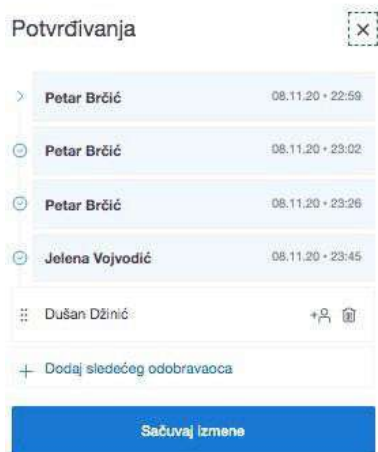 Potvrđivanja
Petar Brčić 08.11.20 • 22:59
Petar Brčić 08.11.20 • 23:02
Petar Brčić 08.11.20 • 23:26
Jelena Vojvodić 08.11.20 • 23:45
Dušan Džinić
Dodaj sledećeg odobravaoca
Sačuvaj izmene